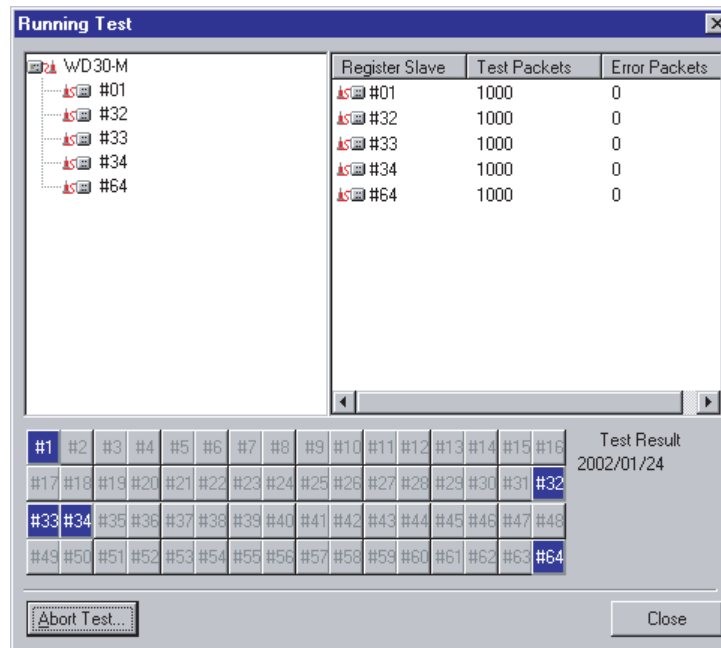 Running Test
WD30-M
#01
#32
#33
#34
#64
Register Slave Test Packets Error Packets
#01 1000 0
#32 1000 0
#33 1000 0
#34 1000 0
#64 1000 0
#1 #2 #3 #4 #5 #6 #7 #8 #9 #10 #11 #12 #13 #14 #15 #16
#17 #18 #19 #20 #21 #22 #23 #24 #25 #26 #27 #28 #29 #30 #31 #32
#33 #34 #35 #36 #37 #38 #39 #40 #41 #42 #43 #44 #45 #46 #47 #48
#49 #50 #51 #52 #53 #54 #55 #56 #57 #58 #59 #60 #61 #62 #63 #64
Test Result
2002/01/24
Abort Test...
Close